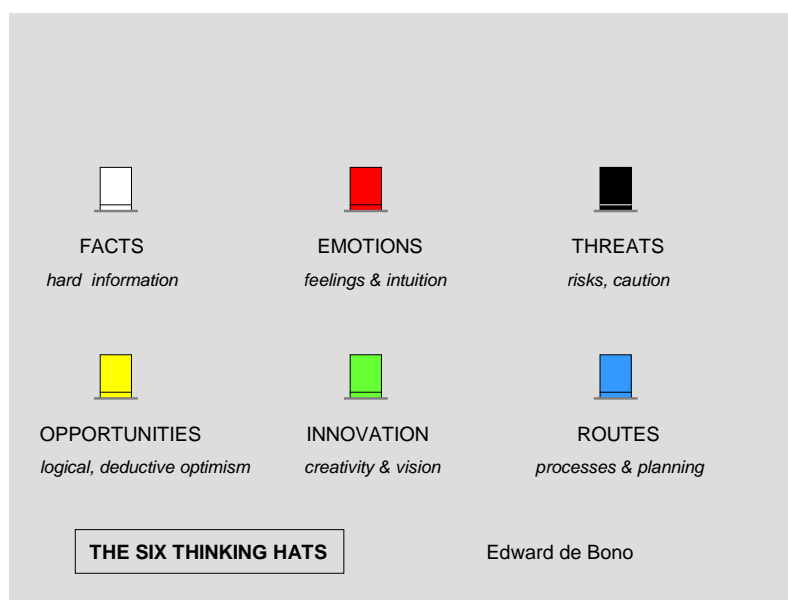 FACTS EMOTIONS THREATS
hard information feelings & intuition risks, caution
OPPORTUNITIES INNOVATION ROUTES
logical, deductive optimism creativity & vision processes & planning
THE SIX THINKING HATS Edward de Bono